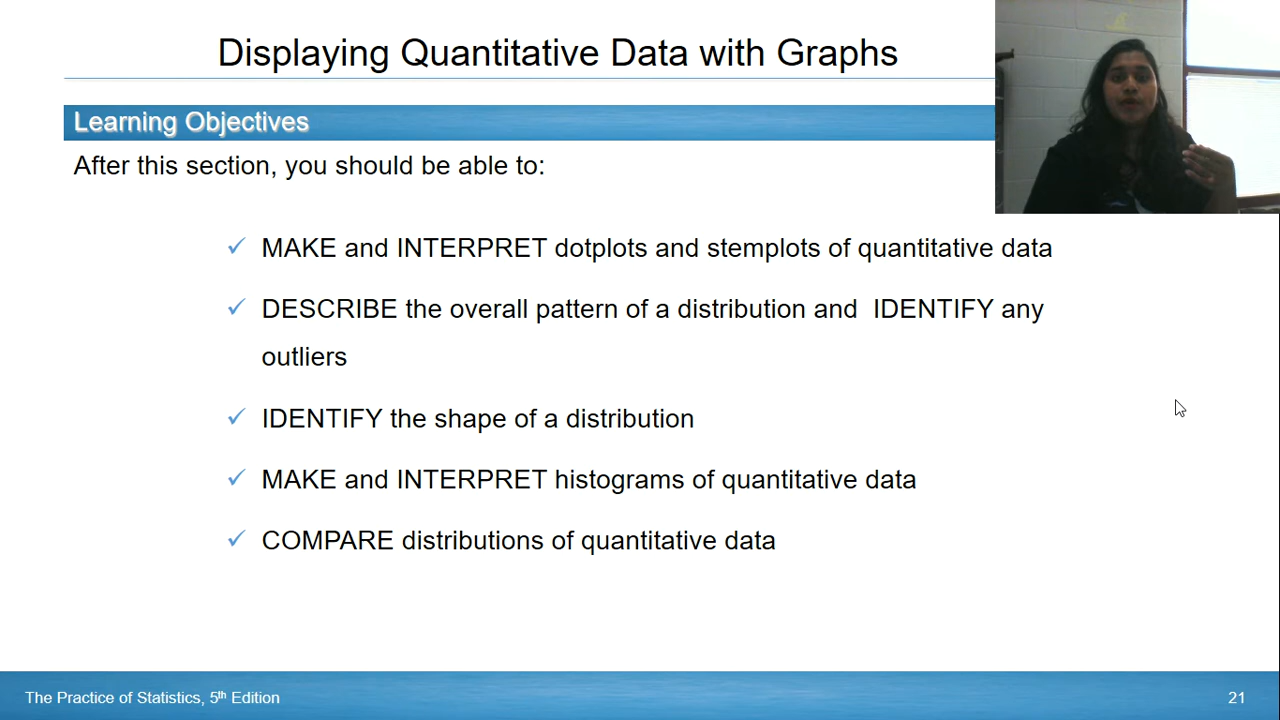 Displaying Quantitative Data with Graphs
Learning Objectives
After this section, you should be able to:
✓ MAKE and INTERPRET dotplots and stemplots of quantitative data
✓ DESCRIBE the overall pattern of a distribution and  IDENTIFY any
outliers
✓ IDENTIFY the shape of a distribution
✓ MAKE and INTERPRET histograms of quantitative data
✓ COMPARE distributions of quantitative data
The Practice of Statistics, 5th Edition
21